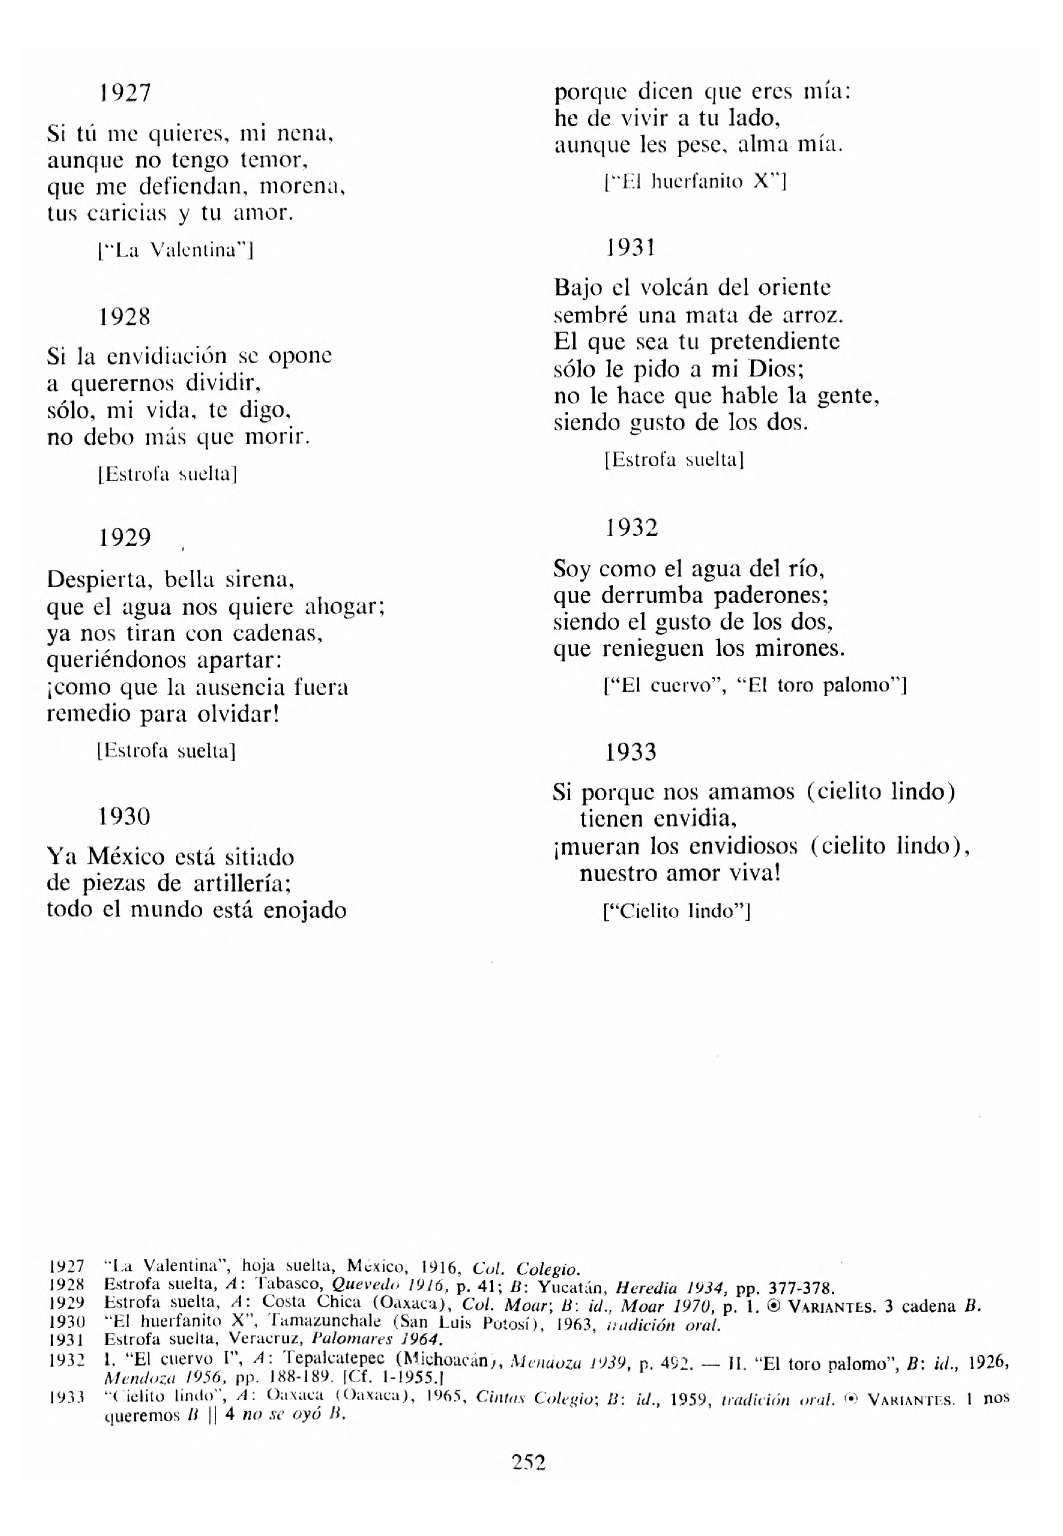 1927
Si tú me quieres, mi nena,
aunque no tengo temor,
que me defiendan, morena,
tus caricias y tu amor.
["La Valentina"]
1928
Si la envidiación se opone
a querernos dividir,
sólo, mi vida, te digo,
no debo más que morir.
[Estrofa suelta]
1929
Despierta, bella sirena,
que el agua nos quiere ahogar;
ya nos tiran con cadenas,
queriéndonos apartar:
¡como que la ausencia fuera
remedio para olvidar!
[Estrofa suelta]
1930
Ya México está sitiado
de piezas de artillería;
todo el mundo está enojado
porque dicen que eres mía:
he de vivir a tu lado,
aunque les pese, alma mía.
["El huerfanito X"]
1931
Bajo el volcán del oriente
sembré una mata de arroz.
El que sea tu pretendiente
sólo le pido a mi Dios;
no le hace que hable la gente,
siendo gusto de los dos.
[Estrofa suelta]
1932
Soy como el agua del río,
que derrumba paderones;
siendo el gusto de los dos,
que renieguen los mirones.
["El cuervo", "El toro palomo"]
1933
Si porque nos amamos (cielito lindo)
tienen envidia,
¡mueran los envidiosos (cielito lindo),
nuestro amor viva!
["Cielito lindo"]
1927 "La Valentina", hoja suelta, México, 1916, Col. Colegio.
1928 Estrofa suelta, A: Tabasco, Quevedo 1916, p. 41; B: Yucatán, Heredia 1934, pp. 377-378.
1929 Estrofa suelta, A: Costa Chica (Oaxaca), Col. Moar; B: id., Moar 1970, p. 1. ⊙ VARIANTES. 3 cadena B.
1930 "El huerfanito X", Tamazunchale (San Luis Potosí), 1963, tradición oral.
1931 Estrofa suelta, Veracruz, Palomares 1964.
1932 I. "El cuervo I", A: Tepalcatepec (Michoacán), Mendoza 1939, p. 492. — II. "El toro palomo", B: id., 1926,
Mendoza 1956, pp. 188-189. [Cf. 1-1955.]
1933 "Cielito lindo", A: Oaxaca (Oaxaca), 1965, Cintas Colegio; B: id., 1959, tradición oral. ⊙ VARIANTES. 1 nos
queremos B || 4 no se oyó B.
252